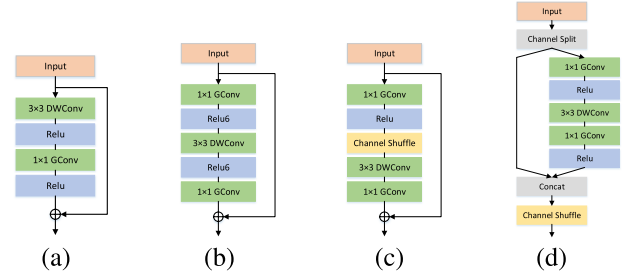 Input
3×3 DWConv
Relu
1×1 GConv
Relu
(a)
Input
1×1 GConv
Relu6
3×3 DWConv
Relu6
1×1 GConv
(b)
Input
1×1 GConv
Relu
Channel Shuffle
3×3 DWConv
1×1 GConv
(c)
Input
Channel Split
1×1 GConv
Relu
3×3 DWConv
1×1 GConv
Relu
Concat
Channel Shuffle
(d)